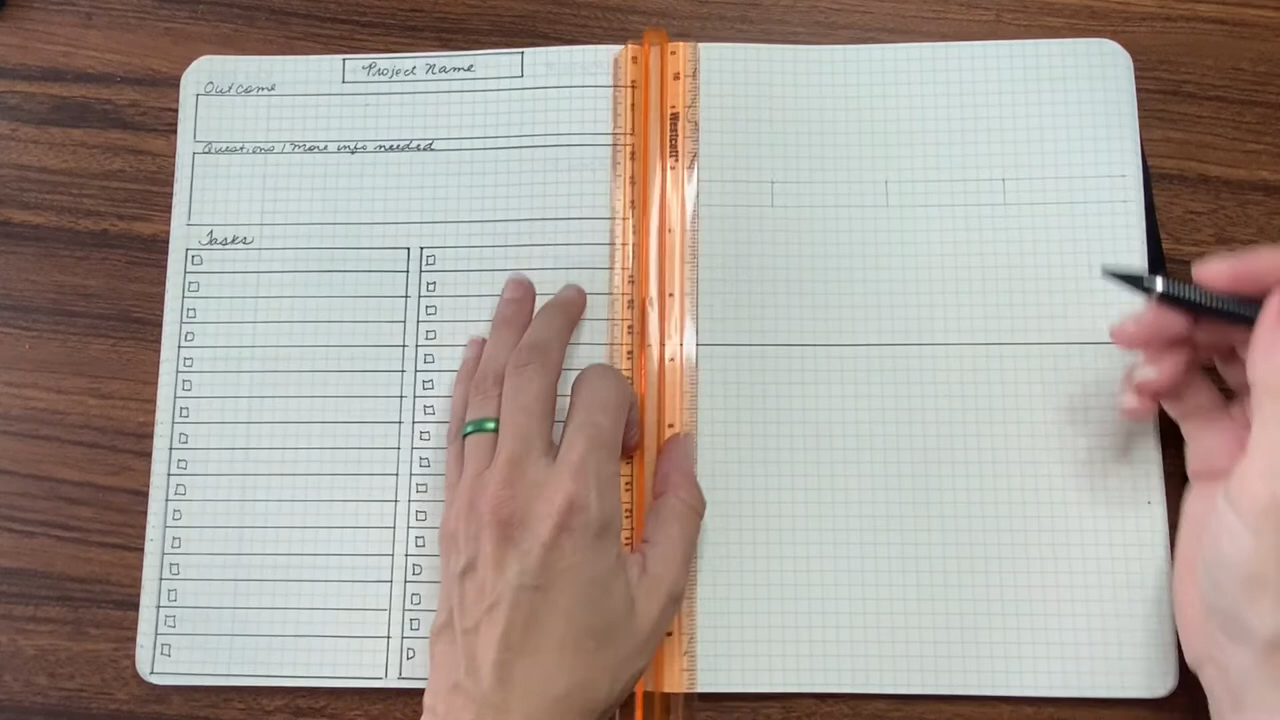 Project Name
Outcome
Questions / More info needed
Tasks
Westcott